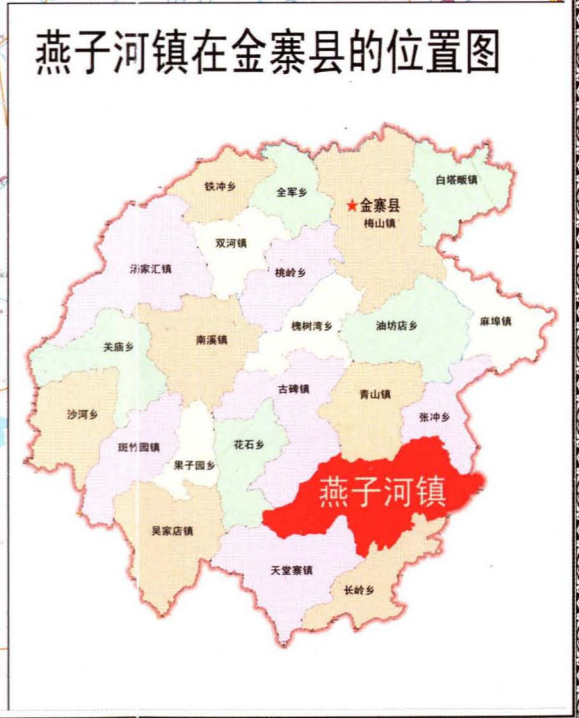 燕子河镇在金寨县的位置图
铁冲乡
全军乡
白塔畈镇
★金寨县
梅山镇
双河镇
汤家汇镇
桃岭乡
槐树湾乡
油坊店乡
麻埠镇
关庙乡
南溪镇
古碑镇
青山镇
沙河乡
张冲乡
斑竹园镇
花石乡
果子园乡
燕子河镇
吴家店镇
天堂寨镇
长岭乡